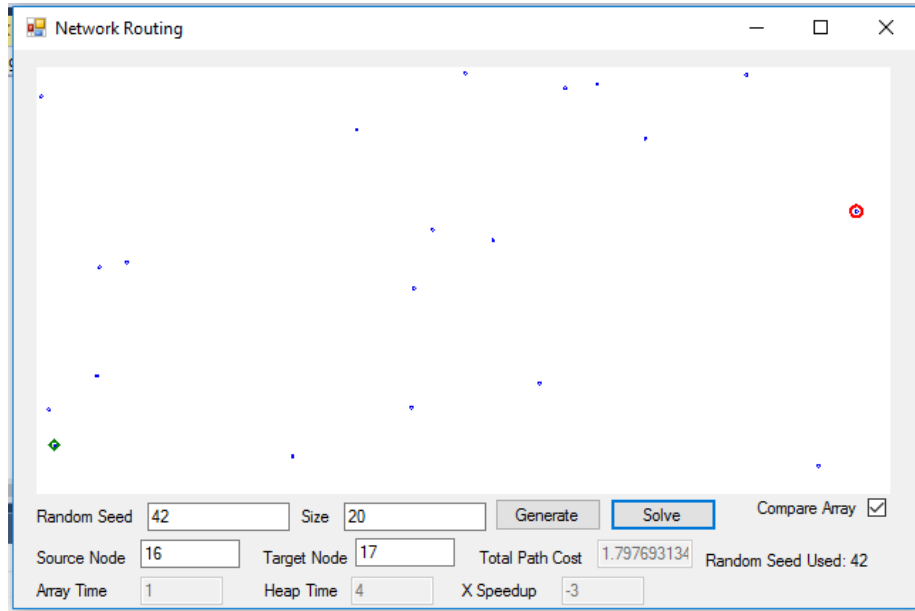 Network Routing
Random Seed 42 Size 20 Generate Solve Compare Array
Source Node 16 Target Node 17 Total Path Cost 1.797693134 Random Seed Used: 42
Array Time 1 Heap Time 4 X Speedup -3